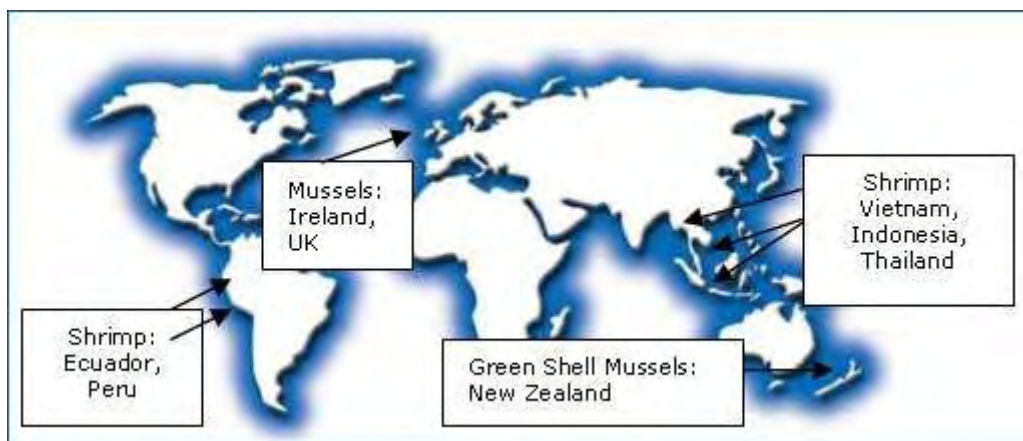 Mussels:
Ireland,
UK
Shrimp:
Vietnam,
Indonesia,
Thailand
Shrimp:
Ecuador,
Peru
Green Shell Mussels:
New Zealand